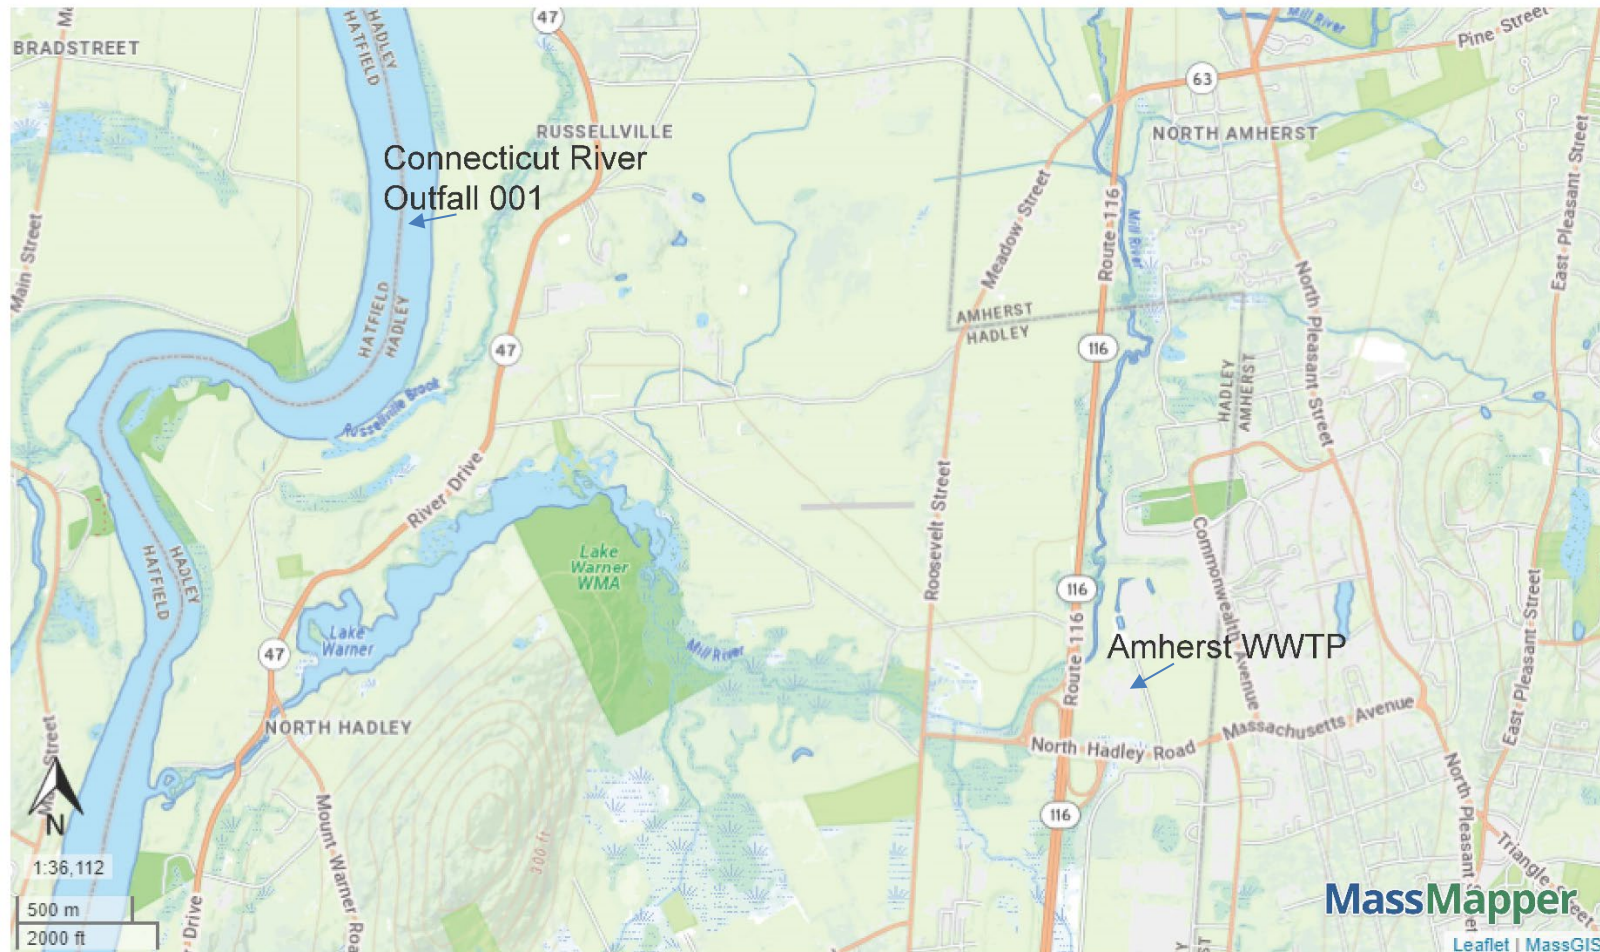 47
Mill River
Pine Street
BRADSTREET
HADLEY
HATFIELD
63
RUSSELLVILLE
NORTH AMHERST
Connecticut River
Outfall 001
Main Street
Meadow Street
Route 116
Mill River
East Pleasant Street
North Pleasant Street
HATFIELD
HADLEY
AMHERST
HADLEY
47
116
HADLEY
AMHERST
Russellville Brook
River Drive
Roosevelt Street
Commonwealth Avenue
Lake
Warner
WMA
HADLEY
HATFIELD
116
Lake
Warner
47
Mill River
Route 116
Amherst WWTP
East Pleasant Street
NORTH HADLEY
Massachusetts Avenue
North Hadley Road
Street
N
Mount Warner Roa
300 ft
116
North Pleasant St
Triangle Street
1:36,112
500 m
2000 ft
Drive
MassMapper
Leaflet | MassGIS